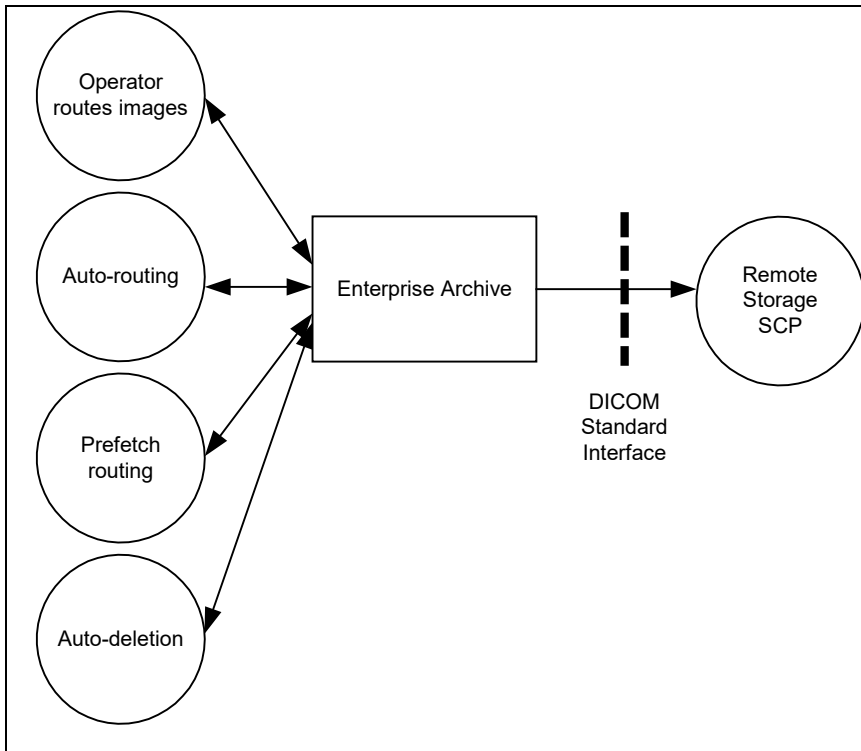 Operator
routes images
Auto-routing
Enterprise Archive
Remote
Storage
SCP
Prefetch
routing
DICOM
Standard
Interface
Auto-deletion